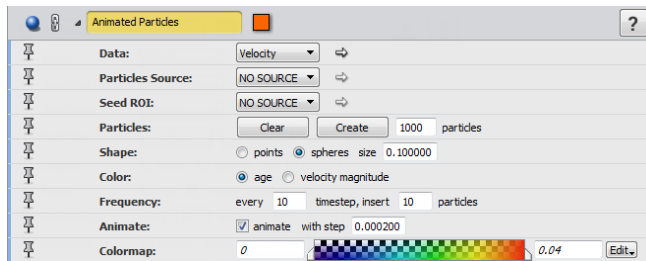 Animated Particles ?
Data: Velocity
Particles Source: NO SOURCE
Seed ROI: NO SOURCE
Particles: Clear Create 1000 particles
Shape: points spheres size 0.100000
Color: age velocity magnitude
Frequency: every 10 timestep, insert 10 particles
Animate: animate with step 0.000200
Colormap: 0 0.04 Edit